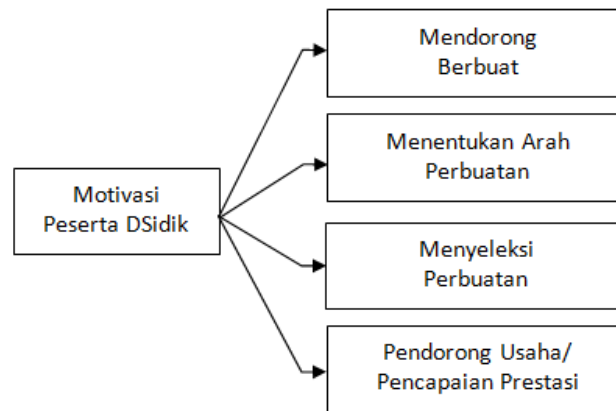 Mendorong
Berbuat
Menentukan Arah
Perbuatan
Motivasi
Peserta DSidik
Menyeleksi
Perbuatan
Pendorong Usaha/
Pencapaian Prestasi